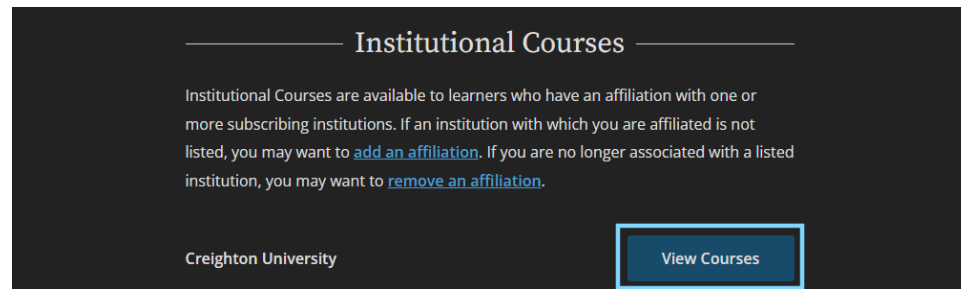 Institutional Courses
Institutional Courses are available to learners who have an affiliation with one or
more subscribing institutions. If an institution with which you are affiliated is not
listed, you may want to add an affiliation. If you are no longer associated with a listed
institution, you may want to remove an affiliation.
Creighton University
View Courses